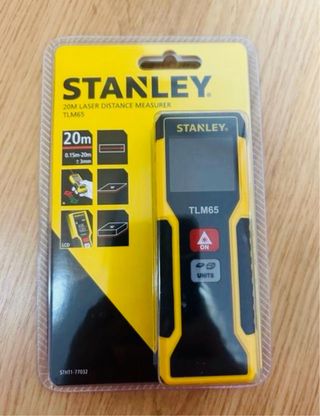 STANLEY
20M LASER DISTANCE MEASURER
TLM65
20m
0.15m-20m
± 3mm
LCD
STHT1-77032
STANLEY
TLM65
ON
UNITS